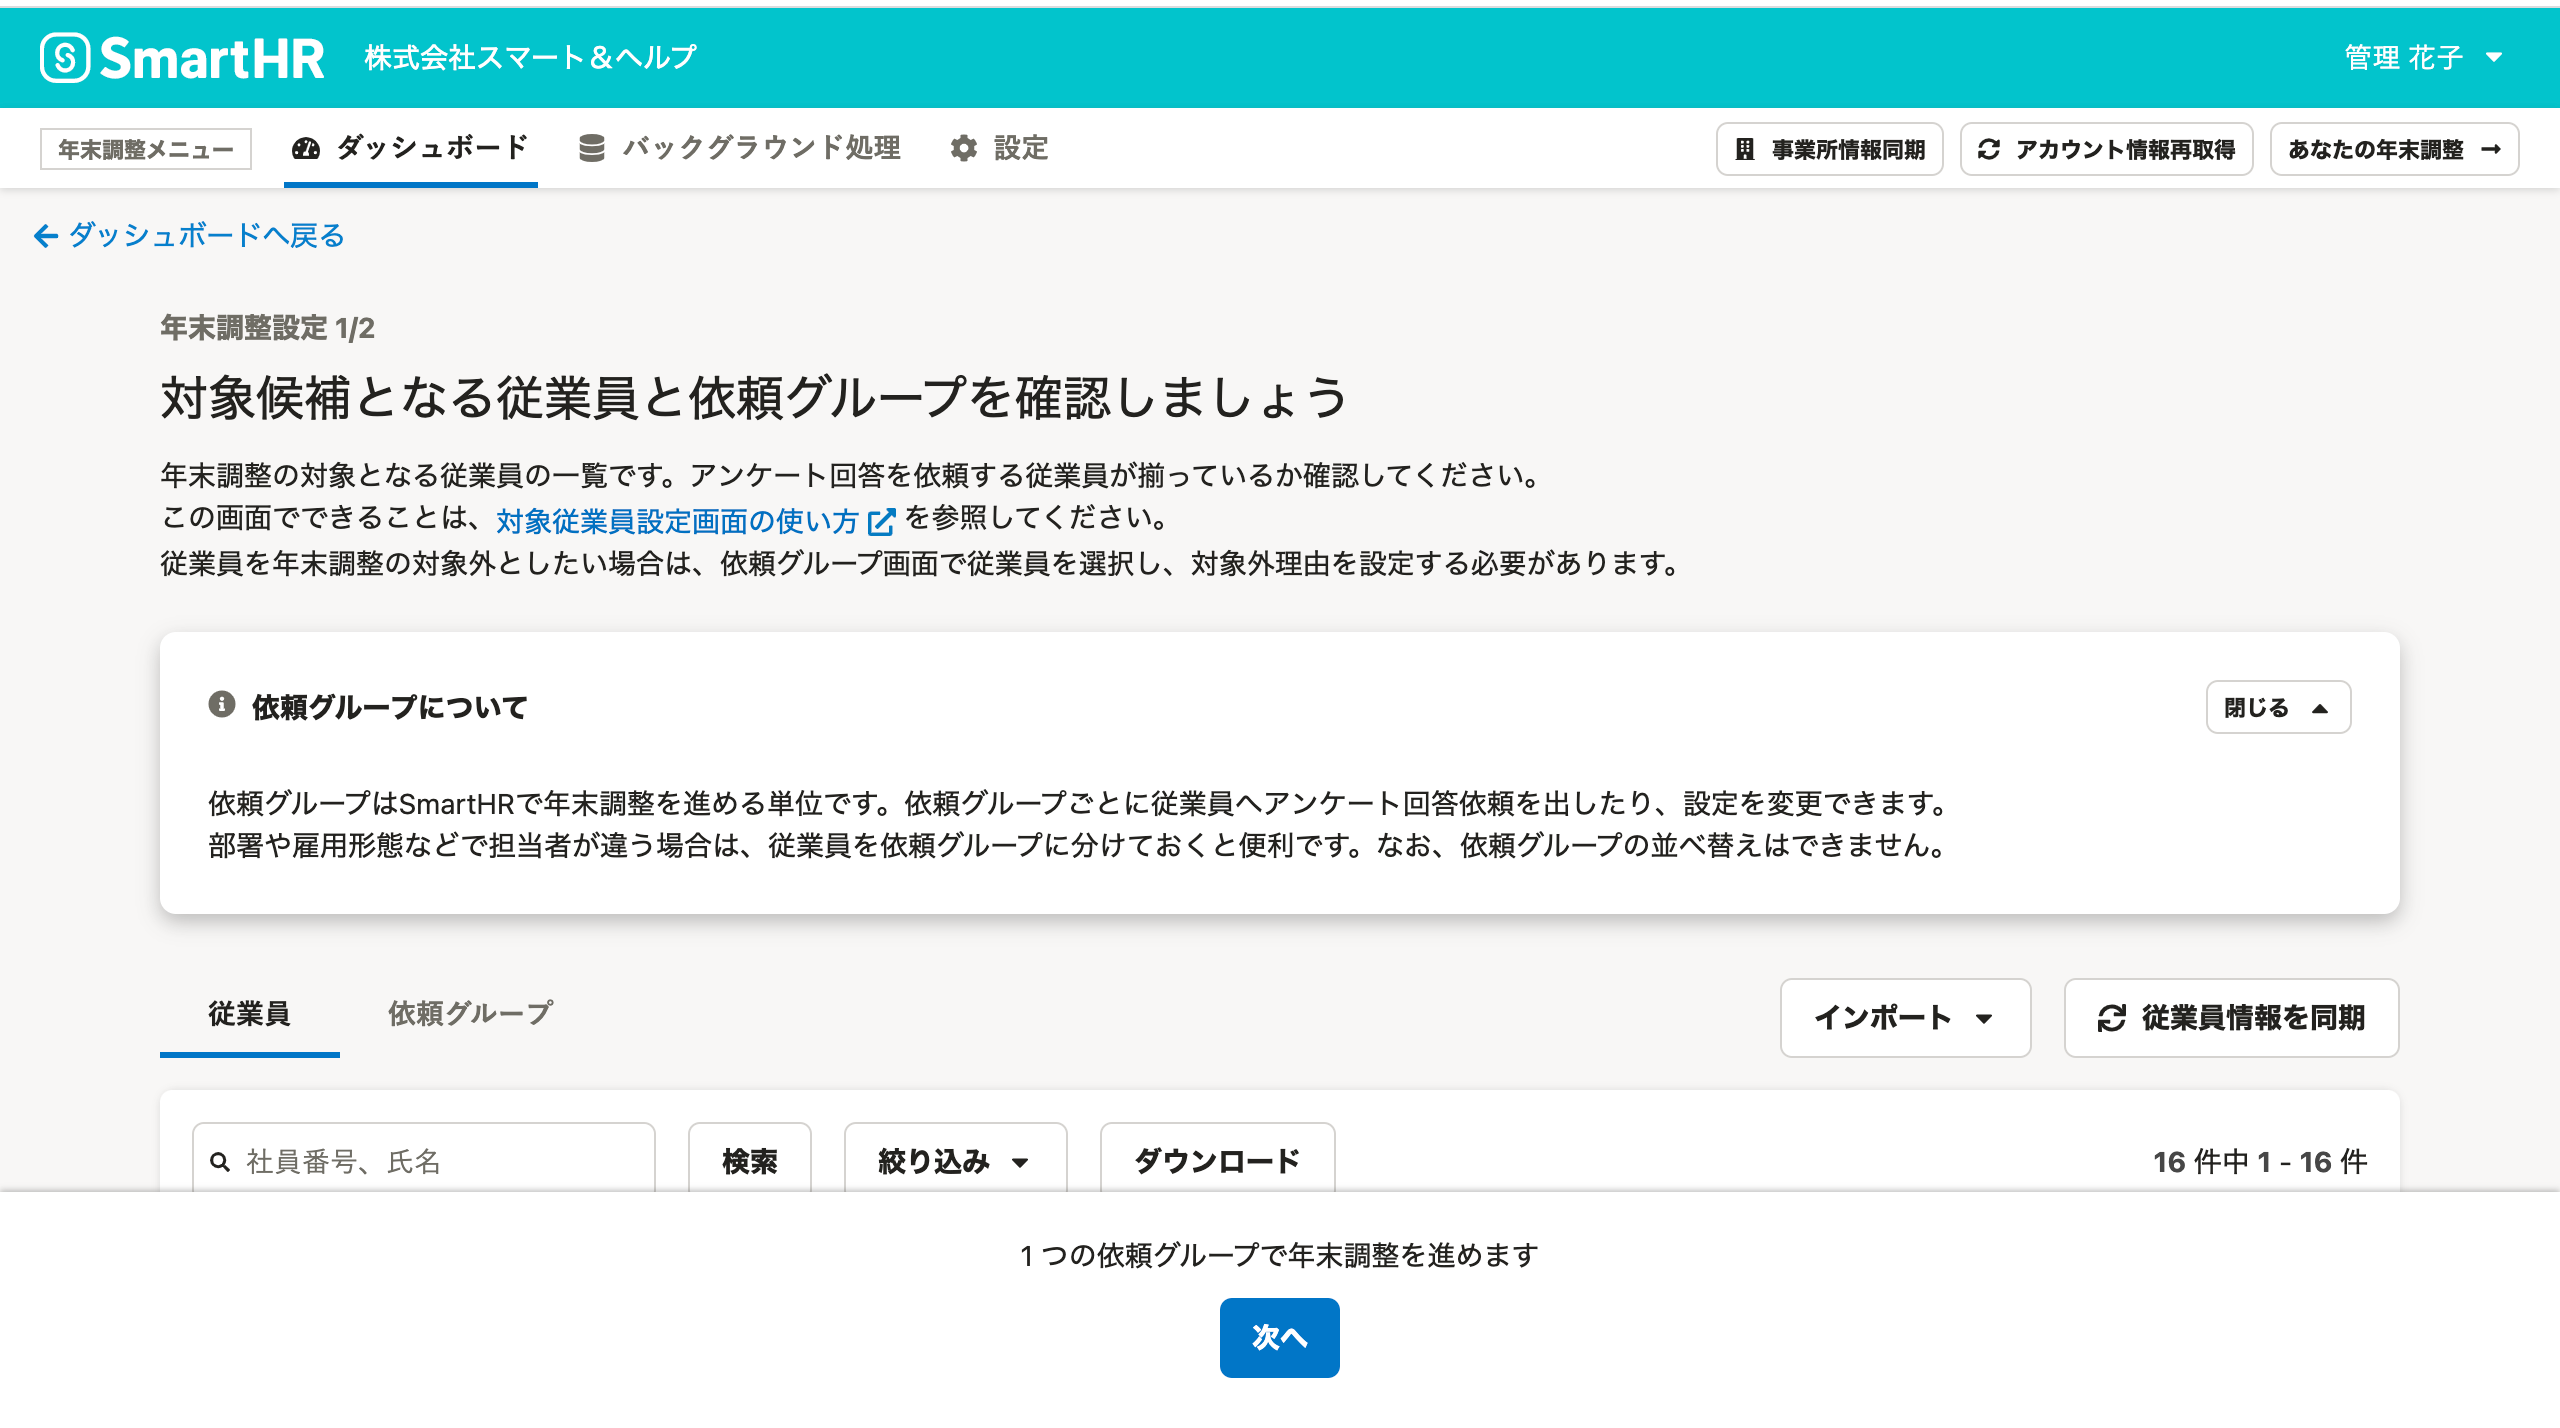 SmartHR 株式会社スマート＆ヘルプ 管理 花子
年末調整メニュー ダッシュボード バックグラウンド処理 設定 事業所情報同期 アカウント情報再取得 あなたの年末調整 →
← ダッシュボードへ戻る
年末調整設定 1/2
対象候補となる従業員と依頼グループを確認しましょう
年末調整の対象となる従業員の一覧です。アンケート回答を依頼する従業員が揃っているか確認してください。
この画面でできることは、対象従業員設定画面の使い方 を参照してください。
従業員を年末調整の対象外としたい場合は、依頼グループ画面で従業員を選択し、対象外理由を設定する必要があります。
依頼グループについて 閉じる
依頼グループはSmartHRで年末調整を進める単位です。依頼グループごとに従業員へアンケート回答依頼を出したり、設定を変更できます。
部署や雇用形態などで担当者が違う場合は、従業員を依頼グループに分けておくと便利です。なお、依頼グループの並べ替えはできません。
従業員 依頼グループ インポート 従業員情報を同期
社員番号、氏名 検索 絞り込み ダウンロード 16 件中 1 - 16 件
1 つの依頼グループで年末調整を進めます
次へ